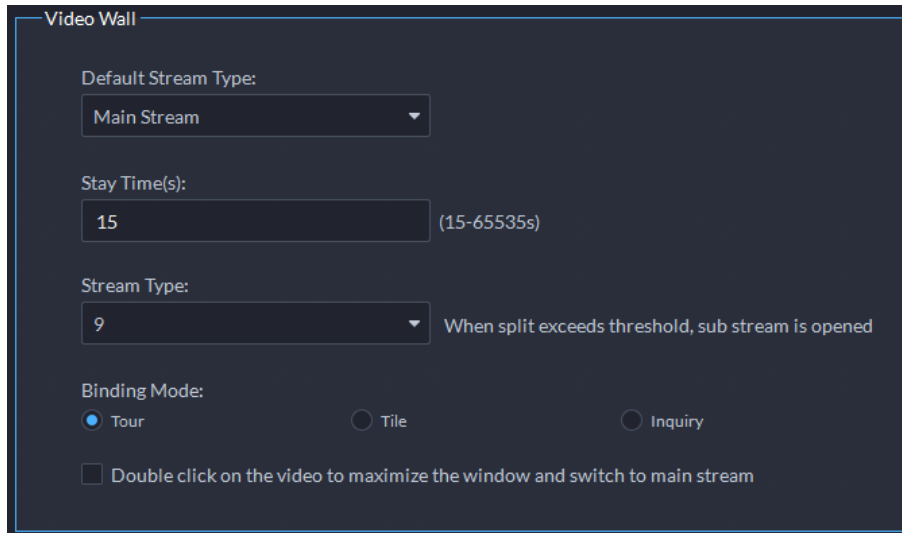 Video Wall
Default Stream Type:
Main Stream
Stay Time(s):
15 (15-65535s)
Stream Type:
9 When split exceeds threshold, sub stream is opened
Binding Mode:
Tour Tile Inquiry
Double click on the video to maximize the window and switch to main stream